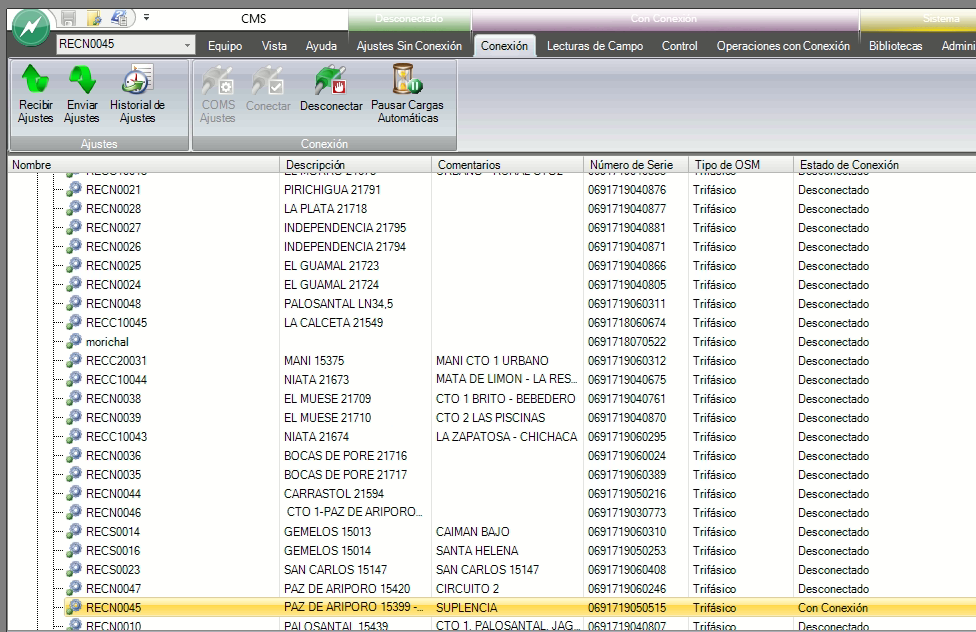 CMS
Desconectado
Con Conexión
Sistema
RECN0045
Equipo Vista Ayuda Ajustes Sin Conexión Conexión Lecturas de Campo Control Operaciones con Conexión Bibliotecas Admini
Recibir Ajustes
Enviar Ajustes
Historial de Ajustes
COMS Ajustes
Conectar
Desconectar
Pausar Cargas Automáticas
Ajustes
Conexión
Nombre Descripción Comentarios Número de Serie Tipo de OSM Estado de Conexión
RECN0021 PIRICHIGUA 21791 0691719040876 Trifásico Desconectado
RECN0028 LA PLATA 21718 0691719040877 Trifásico Desconectado
RECN0027 INDEPENDENCIA 21795 0691719040881 Trifásico Desconectado
RECN0026 INDEPENDENCIA 21794 0691719040871 Trifásico Desconectado
RECN0025 EL GUAMAL 21723 0691719040866 Trifásico Desconectado
RECN0024 EL GUAMAL 21724 0691719040805 Trifásico Desconectado
RECN0048 PALOSANTAL LN34,5 0691719060311 Trifásico Desconectado
RECC10045 LA CALCETA 21549 0691718060674 Trifásico Desconectado
morichal 0691718070522 Trifásico Desconectado
RECC20031 MANI 15375 MANI CTO 1 URBANO 0691719060312 Trifásico Desconectado
RECC10044 NIATA 21673 MATA DE LIMON - LA RES... 0691719040675 Trifásico Desconectado
RECN0038 EL MUESE 21709 CTO 1 BRITO - BEBEDERO 0691719040761 Trifásico Desconectado
RECN0039 EL MUESE 21710 CTO 2 LAS PISCINAS 0691719040870 Trifásico Desconectado
RECC10043 NIATA 21674 LA ZAPATOSA - CHICHACA 0691719060295 Trifásico Desconectado
RECN0036 BOCAS DE PORE 21716 0691719060024 Trifásico Desconectado
RECN0035 BOCAS DE PORE 21717 0691719060389 Trifásico Desconectado
RECN0044 CARRASTOL 21594 0691719050216 Trifásico Desconectado
RECN0046 CTO 1-PAZ DE ARIPORO... 0691719030773 Trifásico Desconectado
RECS0014 GEMELOS 15013 CAIMAN BAJO 0691719060310 Trifásico Desconectado
RECS0016 GEMELOS 15014 SANTA HELENA 0691719050253 Trifásico Desconectado
RECS0023 SAN CARLOS 15147 SAN CARLOS 15147 0691719060408 Trifásico Desconectado
RECN0047 PAZ DE ARIPORO 15420 CIRCUITO 2 0691719060246 Trifásico Desconectado
RECN0045 PAZ DE ARIPORO 15399 -... SUPLENCIA 0691719050515 Trifásico Con Conexión
RECN0010 PALOSANTAL 15439 CTO 1. PALOSANTAL, JAG... 0691719040807 Trifásico Desconectado